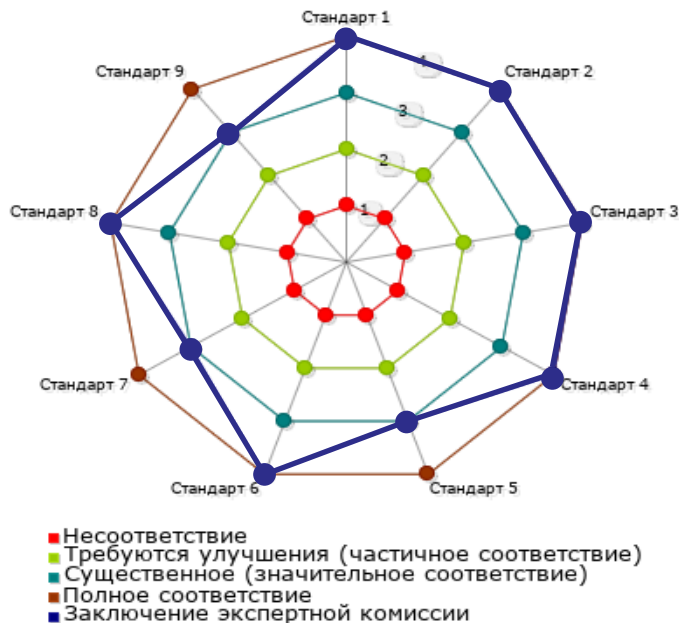 Стандарт 1
Стандарт 9
4
Стандарт 2
3
2
Стандарт 8
1
Стандарт 3
Стандарт 7
Стандарт 4
Стандарт 6
Стандарт 5
Несоответствие
Требуются улучшения (частичное соответствие)
Существенное (значительное соответствие)
Полное соответствие
Заключение экспертной комиссии